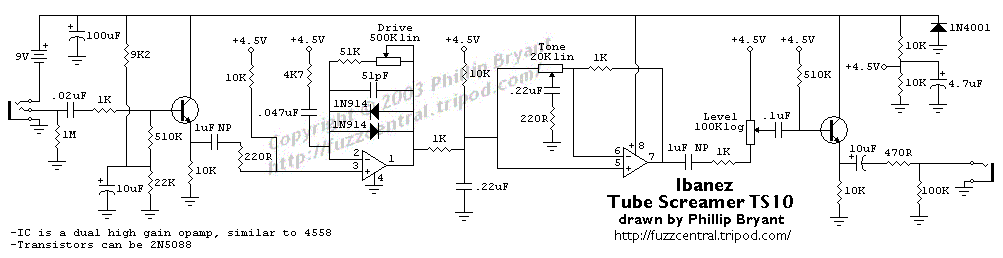 Drive
500Klin
1N4001
100uF
+4.5V
+4.5V
+4.5V
9V
9K2
51K
Tone
20Klin
1K
+4.5V
+4.5V
10K
10K
4K7
51pF
10K
510K
+4.5V
10K
4.7uF
.02uF
1K
.047uF
1N914
1N914
.22uF
220R
Level
100Klog
.1uF
8
1M
510K
1uF NP
220R
2
3
1
4
1K
6
5
7
1uF NP
1K
10uF
470R
10uF
22K
10K
.22uF
10K
100K
Copyright © 2003 Phillip Bryant
http://fuzzcentral.tripod.com
Ibanez
Tube Screamer TS10
drawn by Phillip Bryant
http://fuzzcentral.tripod.com
-IC is a dual high gain opamp, similar to 4558
-Transistors can be 2N5088